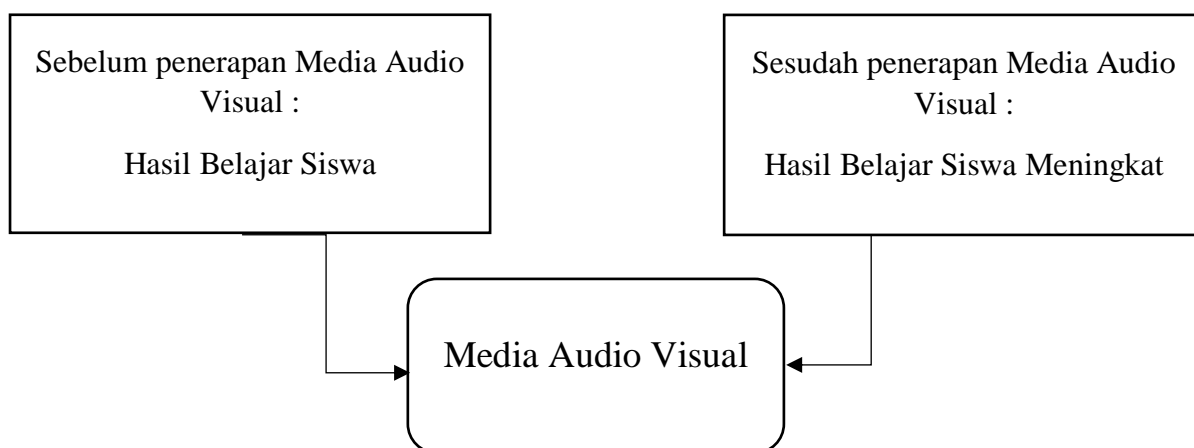 Sebelum penerapan Media Audio
Visual :
Hasil Belajar Siswa
Sesudah penerapan Media Audio
Visual :
Hasil Belajar Siswa Meningkat
Media Audio Visual